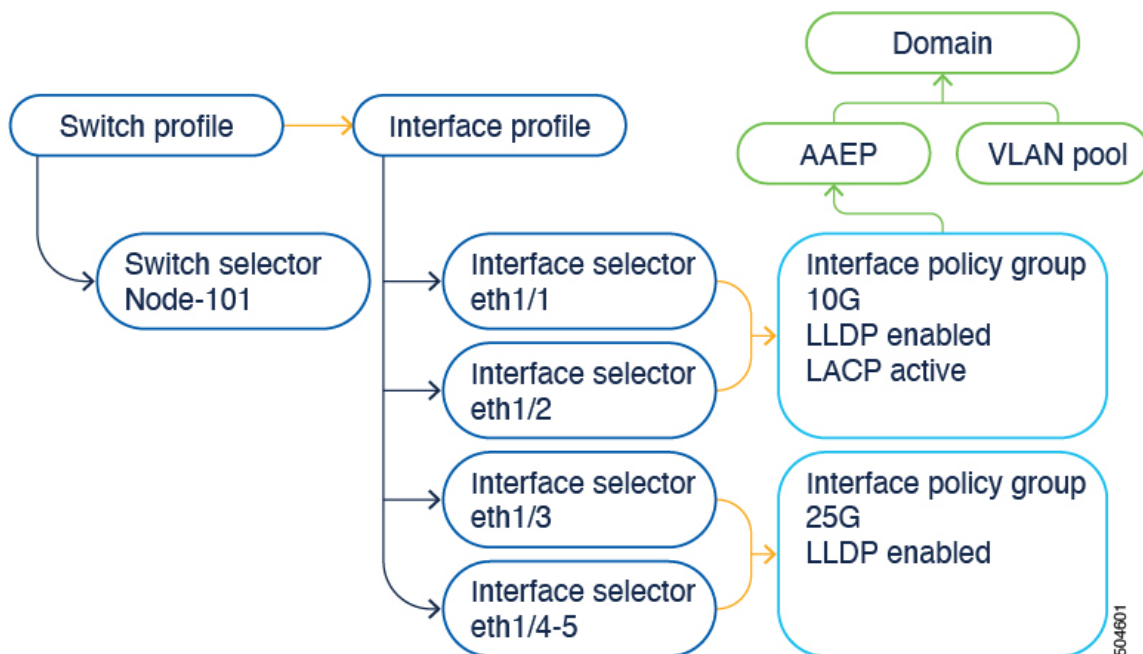 Domain
Switch profile
Interface profile
AAEP
VLAN pool
Switch selector
Node-101
Interface selector
eth1/1
Interface policy group
10G
LLDP enabled
LACP active
Interface selector
eth1/2
Interface selector
eth1/3
Interface policy group
25G
LLDP enabled
Interface selector
eth1/4-5
504601